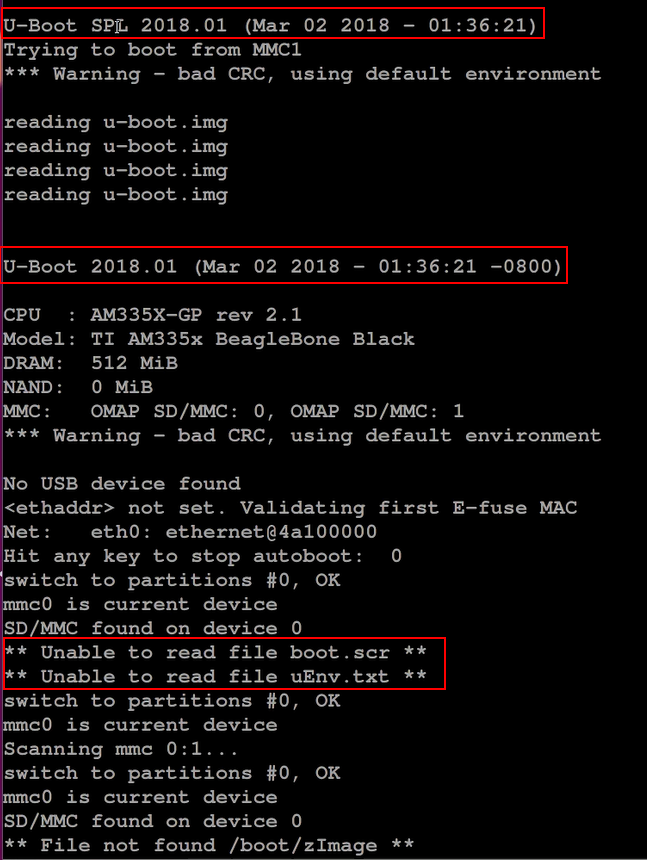 U-Boot SPL 2018.01 (Mar 02 2018 - 01:36:21)
Trying to boot from MMC1
*** Warning - bad CRC, using default environment
reading u-boot.img
reading u-boot.img
reading u-boot.img
reading u-boot.img
U-Boot 2018.01 (Mar 02 2018 - 01:36:21 -0800)
CPU  : AM335X-GP rev 2.1
Model: TI AM335x BeagleBone Black
DRAM:  512 MiB
NAND:  0 MiB
MMC:   OMAP SD/MMC: 0, OMAP SD/MMC: 1
*** Warning - bad CRC, using default environment
No USB device found
<ethaddr> not set. Validating first E-fuse MAC
Net:   eth0: ethernet@4a100000
Hit any key to stop autoboot:  0
switch to partitions #0, OK
mmc0 is current device
SD/MMC found on device 0
** Unable to read file boot.scr **
** Unable to read file uEnv.txt **
switch to partitions #0, OK
mmc0 is current device
Scanning mmc 0:1...
switch to partitions #0, OK
mmc0 is current device
SD/MMC found on device 0
** File not found /boot/zImage **